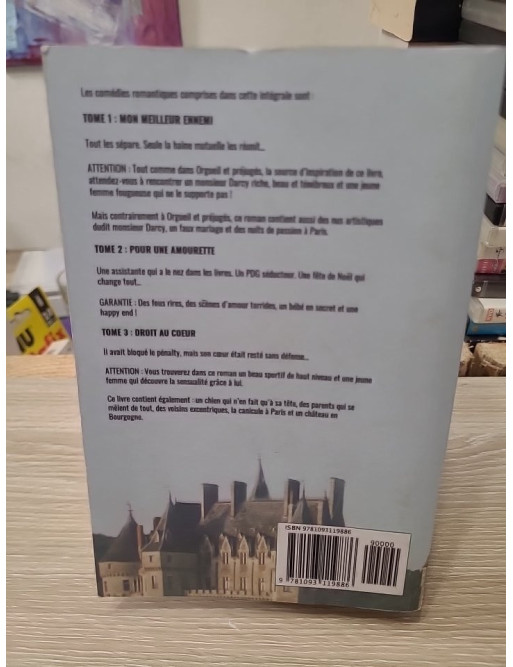 Les comédies romantiques comprises dans cette intégrale sont :
TOME 1 : MON MEILLEUR ENNEMI
Tout les sépare. Seule la haine mutuelle les réunit...
ATTENTION : Tout comme dans Orgueil et préjugés, la source d'inspiration de ce livre,
attendez-vous à rencontrer un monsieur Darcy riche, beau et ténébreux et une jeune
femme fougueuse qui ne le supporte pas !
Mais contrairement à Orgueil et préjugés, ce roman contient aussi des nus artistiques
dudit monsieur Darcy, un faux mariage et des nuits de passion à Paris.
TOME 2 : POUR UNE AMOURETTE
Une assistante qui a le nez dans les livres. Un PDG séducteur. Une fête de Noël qui
change tout...
GARANTIE : Des fous rires, des scènes d'amour torrides, un bébé en secret et une
happy end !
TOME 3 : DROIT AU COEUR
Il avait bloqué le pénalty, mais son cœur était resté sans défense...
ATTENTION : Vous trouverez dans ce roman un beau sportif de haut niveau et une jeune
femme qui découvre la sensualité grâce à lui.
Ce livre contient également : un chien qui n'en fait qu'à sa tête, des parents qui se
mêlent de tout, des voisins excentriques, la canicule à Paris et un château en
Bourgogne.
ISBN 9781093119886
90000
9 781093 119886